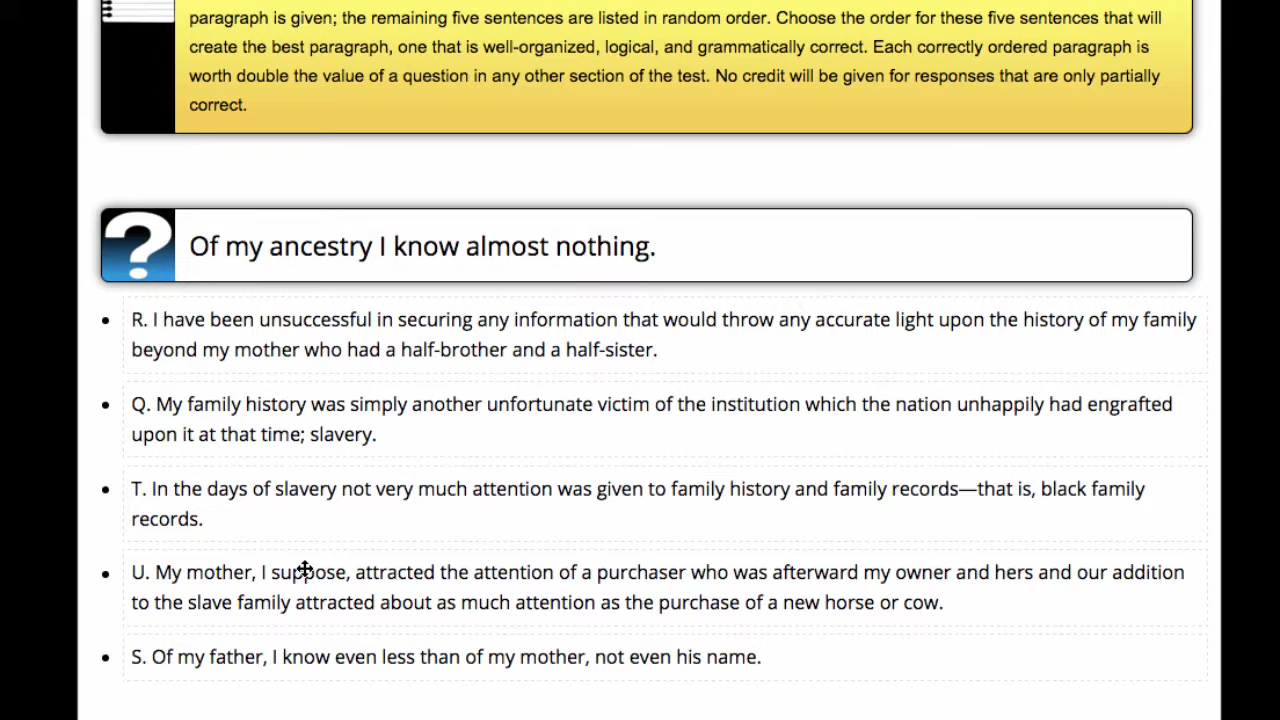 paragraph is given; the remaining five sentences are listed in random order. Choose the order for these five sentences that will
create the best paragraph, one that is well-organized, logical, and grammatically correct. Each correctly ordered paragraph is
worth double the value of a question in any other section of the test. No credit will be given for responses that are only partially
correct.
Of my ancestry I know almost nothing.
R. I have been unsuccessful in securing any information that would throw any accurate light upon the history of my family
beyond my mother who had a half-brother and a half-sister.
Q. My family history was simply another unfortunate victim of the institution which the nation unhappily had engrafted
upon it at that time; slavery.
T. In the days of slavery not very much attention was given to family history and family records—that is, black family
records.
U. My mother, I suppose, attracted the attention of a purchaser who was afterward my owner and hers and our addition
to the slave family attracted about as much attention as the purchase of a new horse or cow.
S. Of my father, I know even less than of my mother, not even his name.